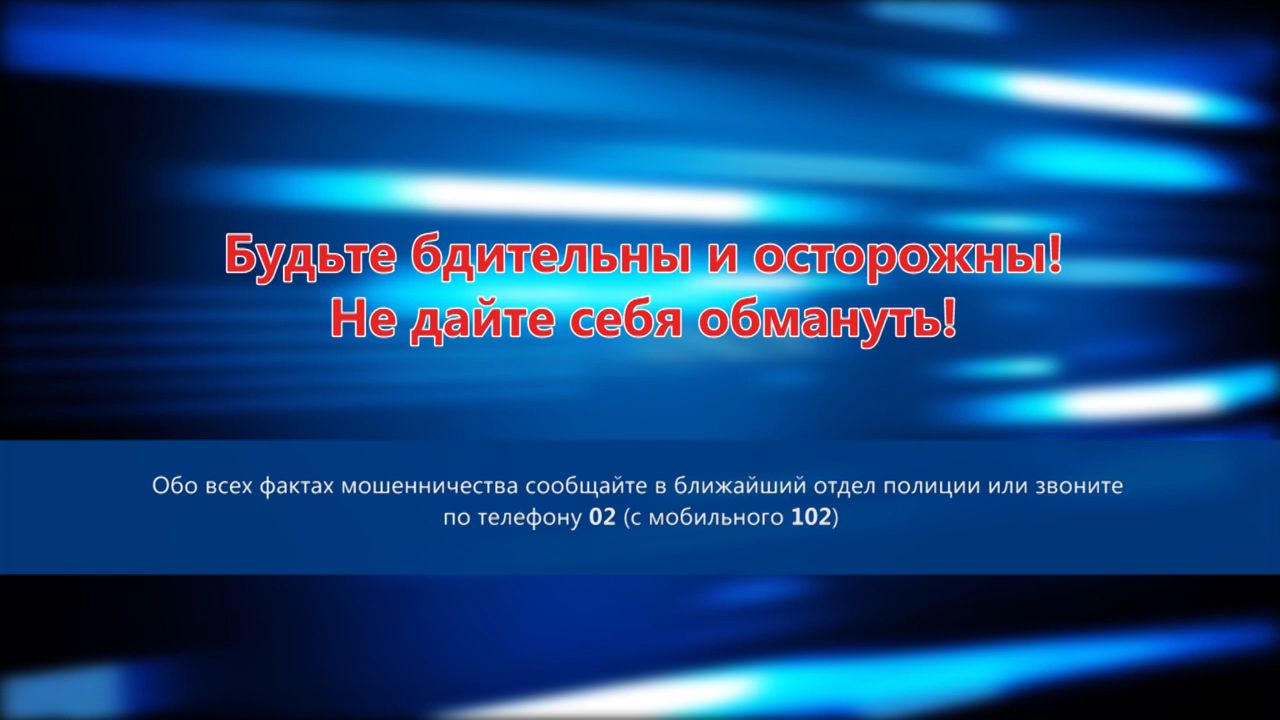 Будьте бдительны и осторожны!
Не дайте себя обмануть!
Обо всех фактах мошенничества сообщайте в ближайший отдел полиции или звоните
по телефону 02 (с мобильного 102)